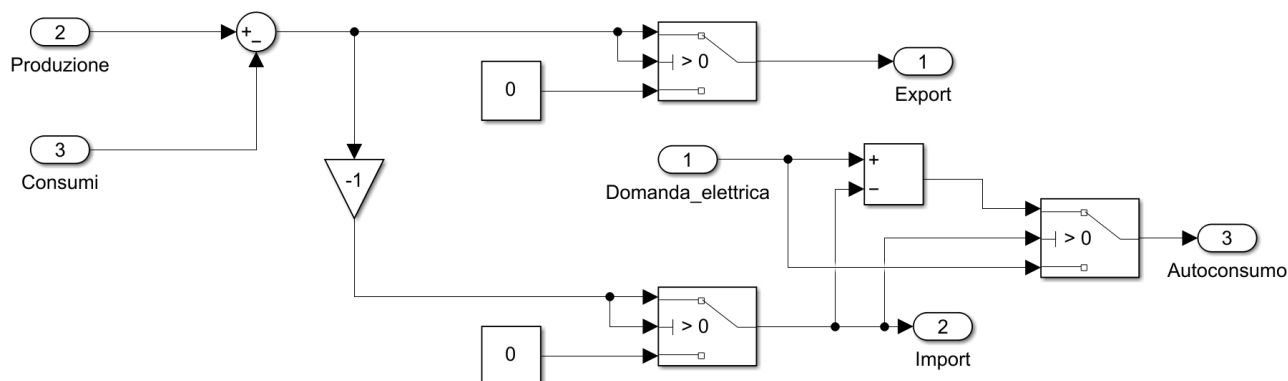 2
Produzione
+
−
3
Consumi
-1
0
> 0
1
Export
1
Domanda_elettrica
+
−
> 0
3
Autoconsumo
0
> 0
2
Import